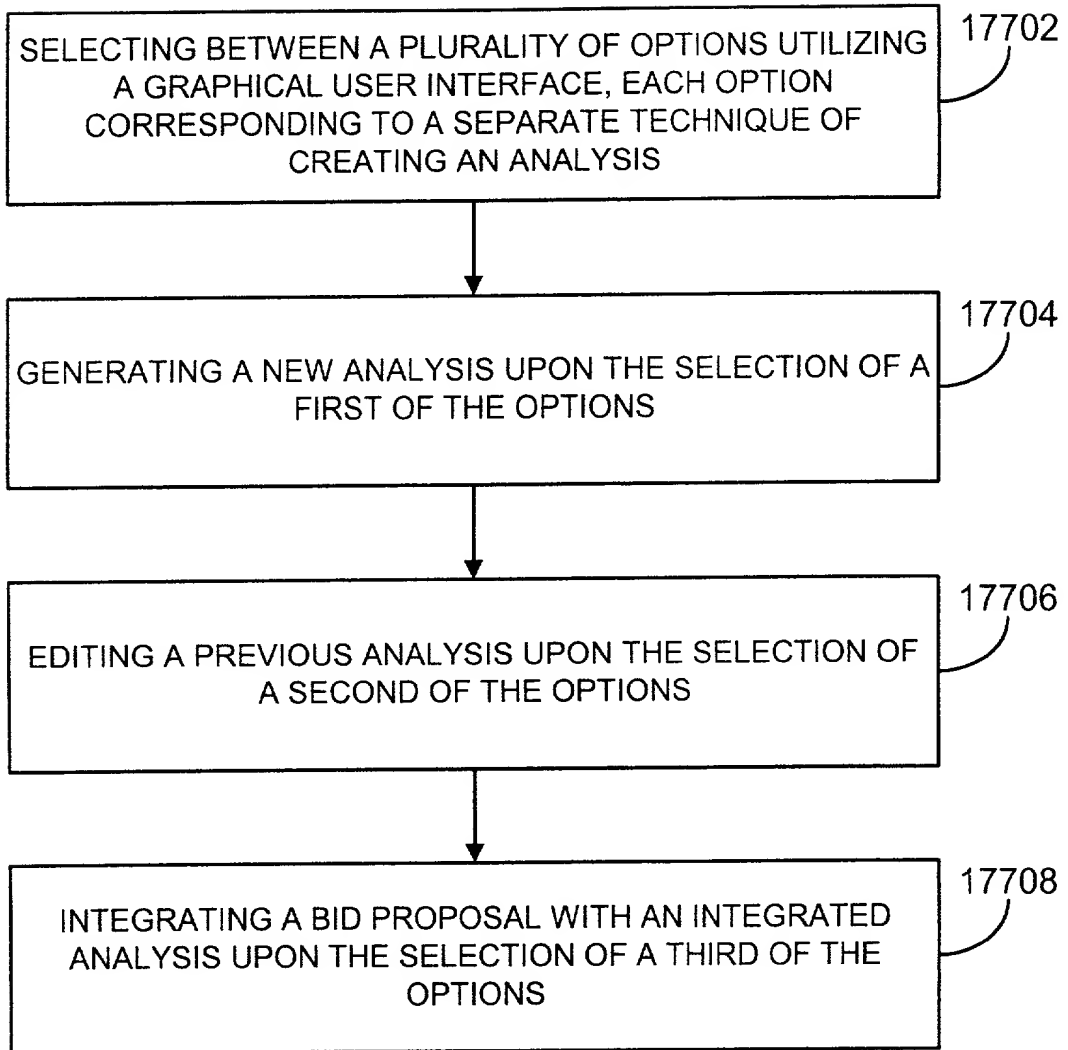 17702
SELECTING BETWEEN A PLURALITY OF OPTIONS UTILIZING
A GRAPHICAL USER INTERFACE, EACH OPTION
CORRESPONDING TO A SEPARATE TECHNIQUE OF
CREATING AN ANALYSIS
17704
GENERATING A NEW ANALYSIS UPON THE SELECTION OF A
FIRST OF THE OPTIONS
17706
EDITING A PREVIOUS ANALYSIS UPON THE SELECTION OF
A SECOND OF THE OPTIONS
17708
INTEGRATING A BID PROPOSAL WITH AN INTEGRATED
ANALYSIS UPON THE SELECTION OF A THIRD OF THE
OPTIONS